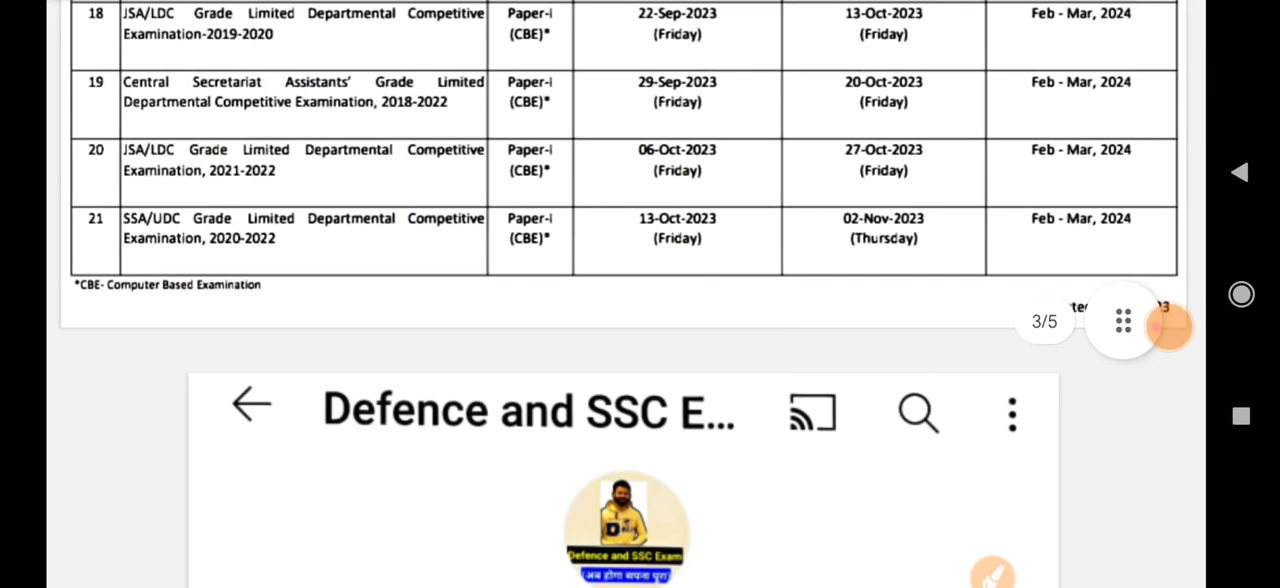 18 JSA/LDC Grade Limited Departmental Competitive Paper-I 22-Sep-2023 13-Oct-2023 Feb - Mar, 2024
Examination-2019-2020 (CBE)* (Friday) (Friday)
19 Central Secretariat Assistants' Grade Limited Paper-I 29-Sep-2023 20-Oct-2023 Feb - Mar, 2024
Departmental Competitive Examination, 2018-2022 (CBE)* (Friday) (Friday)
20 JSA/LDC Grade Limited Departmental Competitive Paper-I 06-Oct-2023 27-Oct-2023 Feb - Mar, 2024
Examination, 2021-2022 (CBE)* (Friday) (Friday)
21 SSA/UDC Grade Limited Departmental Competitive Paper-I 13-Oct-2023 02-Nov-2023 Feb - Mar, 2024
Examination, 2020-2022 (CBE)* (Friday) (Thursday)
*CBE- Computer Based Examination
3/5
Defence and SSC E...
Defence and SSC Exam
(अब होगा सपना पूरा)